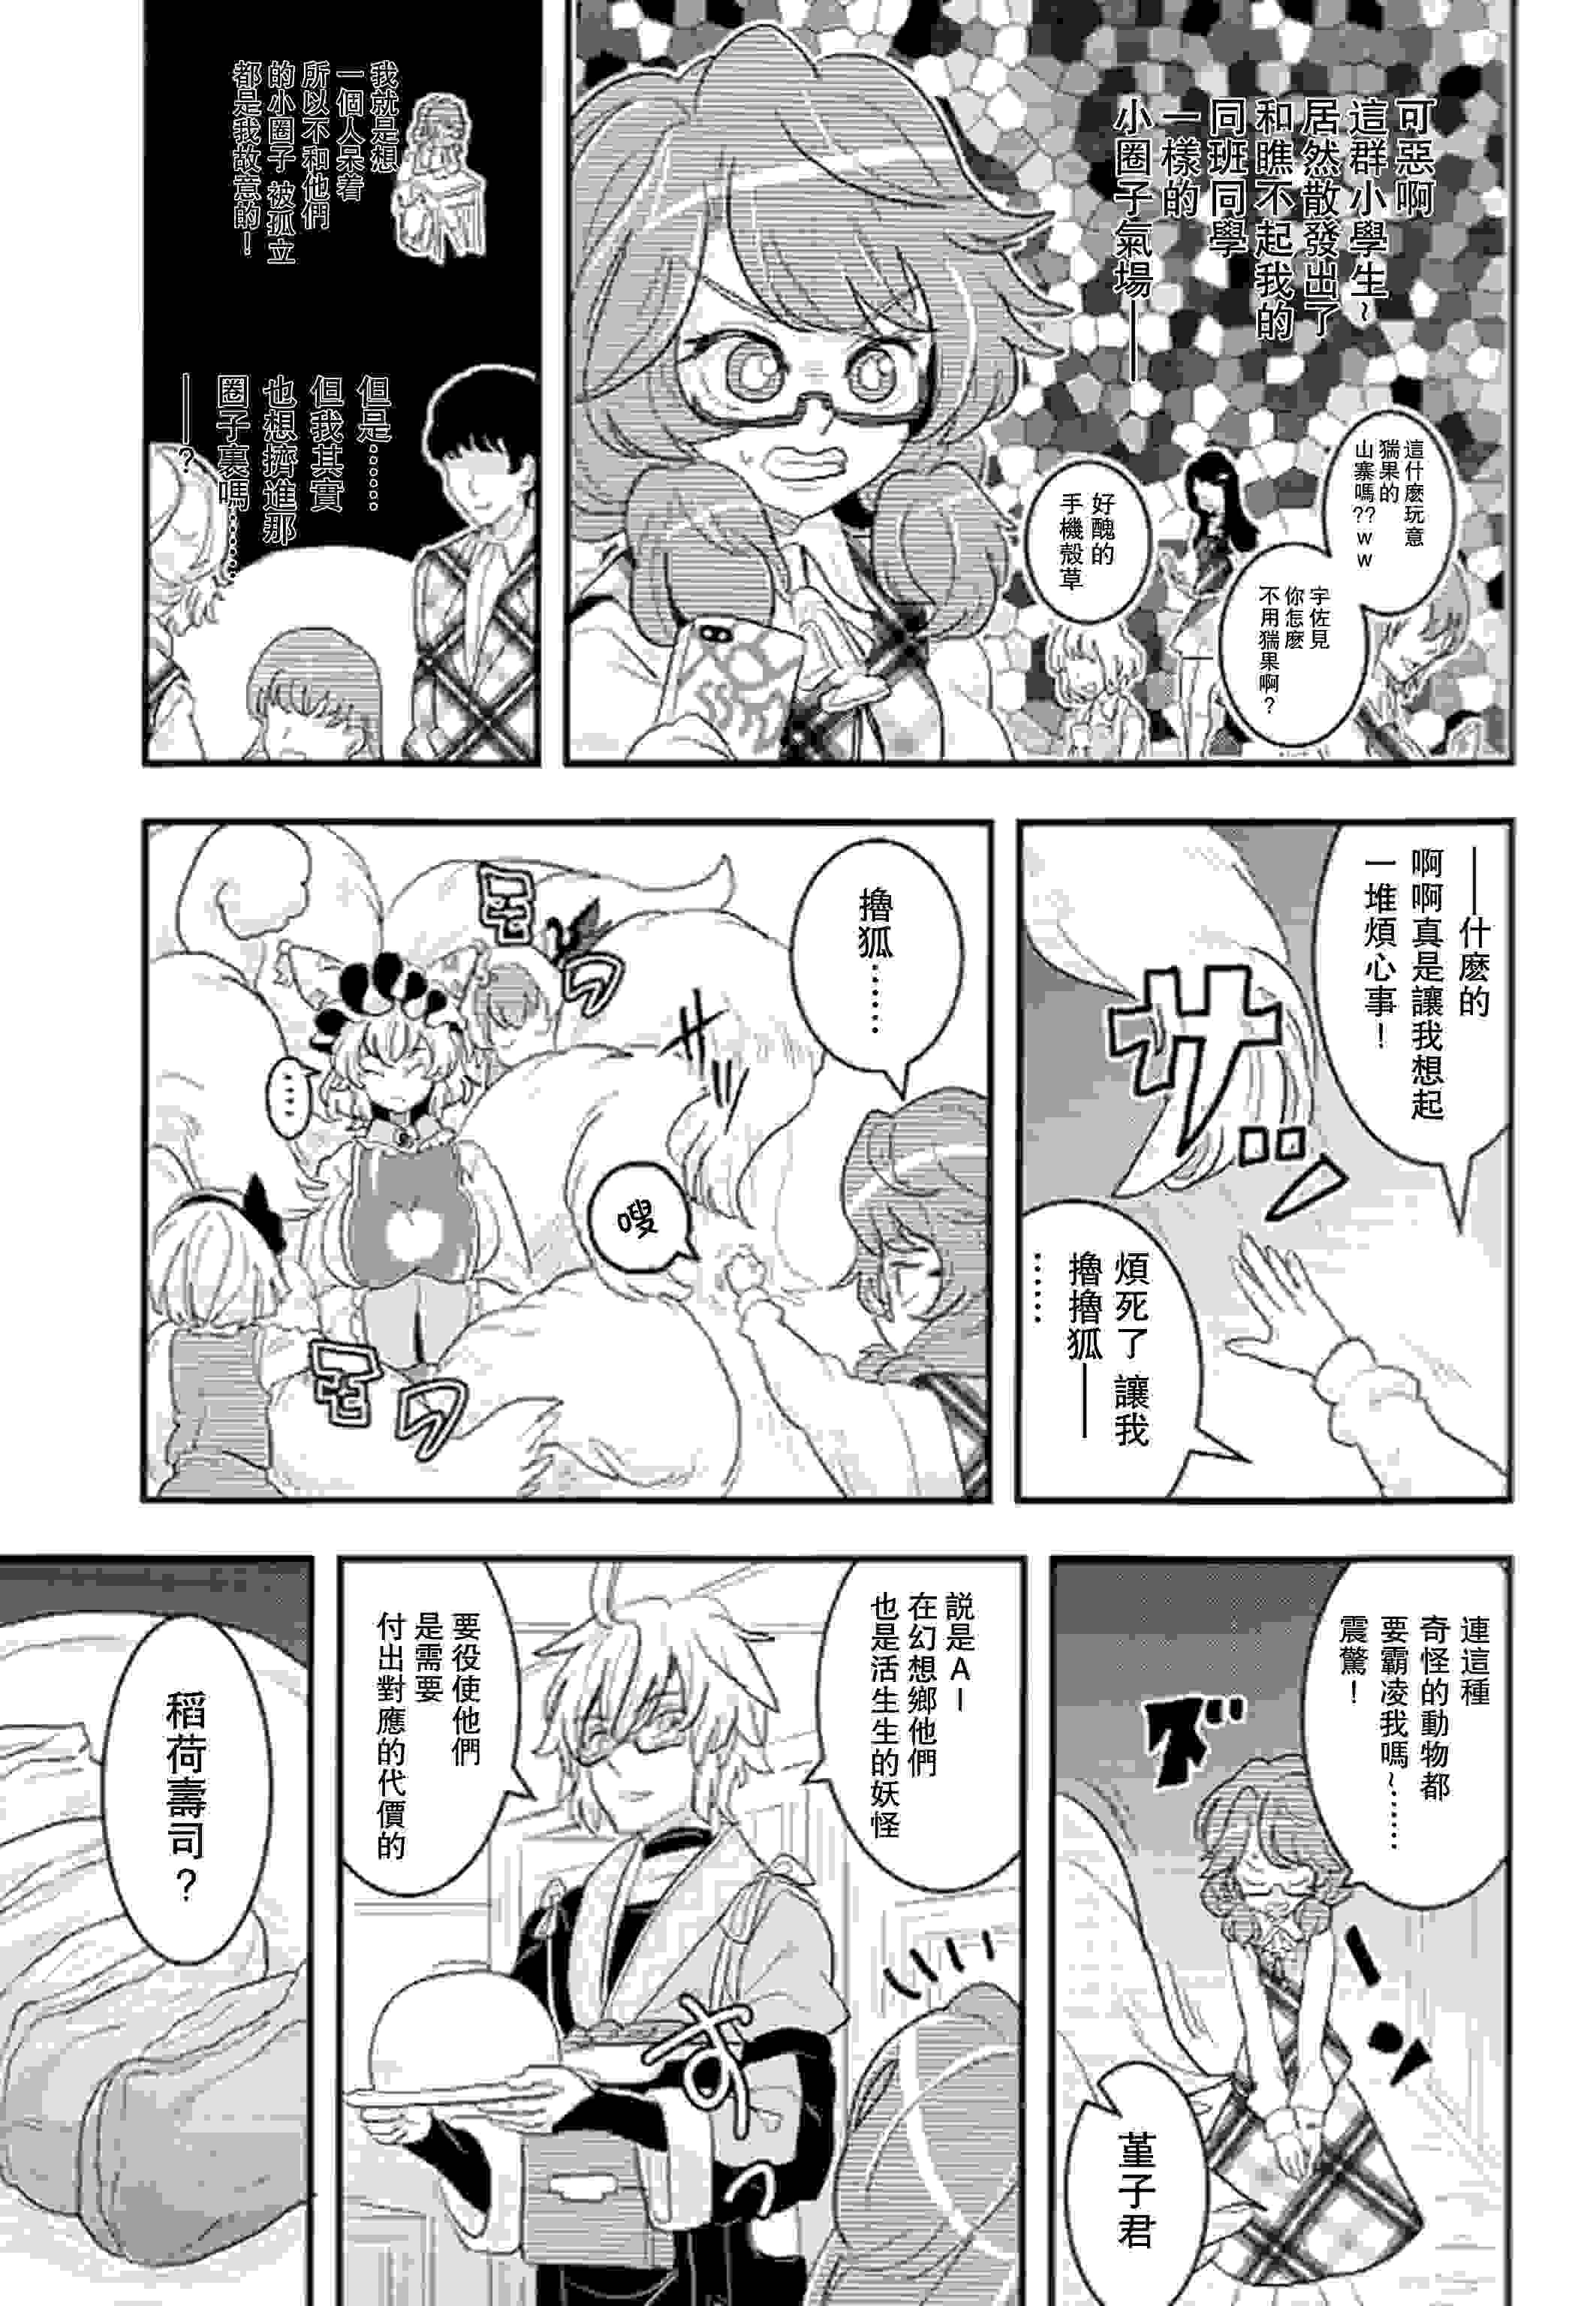 可惡啊
這群小學生~
居然散發出了
和瞧不起我的
同班同學
一樣的
小圈子氣場——
這什麽玩意
猯果的
山寨嗎??ww
宇佐見
你怎麽
不用猯果啊?
好醜的
手機殼草
我就是想
一個人呆着
所以不和他們
的小圈子 被孤立
都是我故意的!
但是……
但我其實
也想擠進那
圈子裏嗎……
——?
——什麽的
啊啊真是讓我想起
一堆煩心事!
サッ
煩死了 讓我
擼擼狐——
……
擼狐……
モフ
キッ
……
嗖
モフ
連這種
奇怪的動物都
要霸凌我嗎~……
震驚!
ズーン
堇子君
説是AI
在幻想鄉他們
也是活生生的妖怪
要役使他們
是需要
付出對應的代價的
すっ
稻荷壽司?